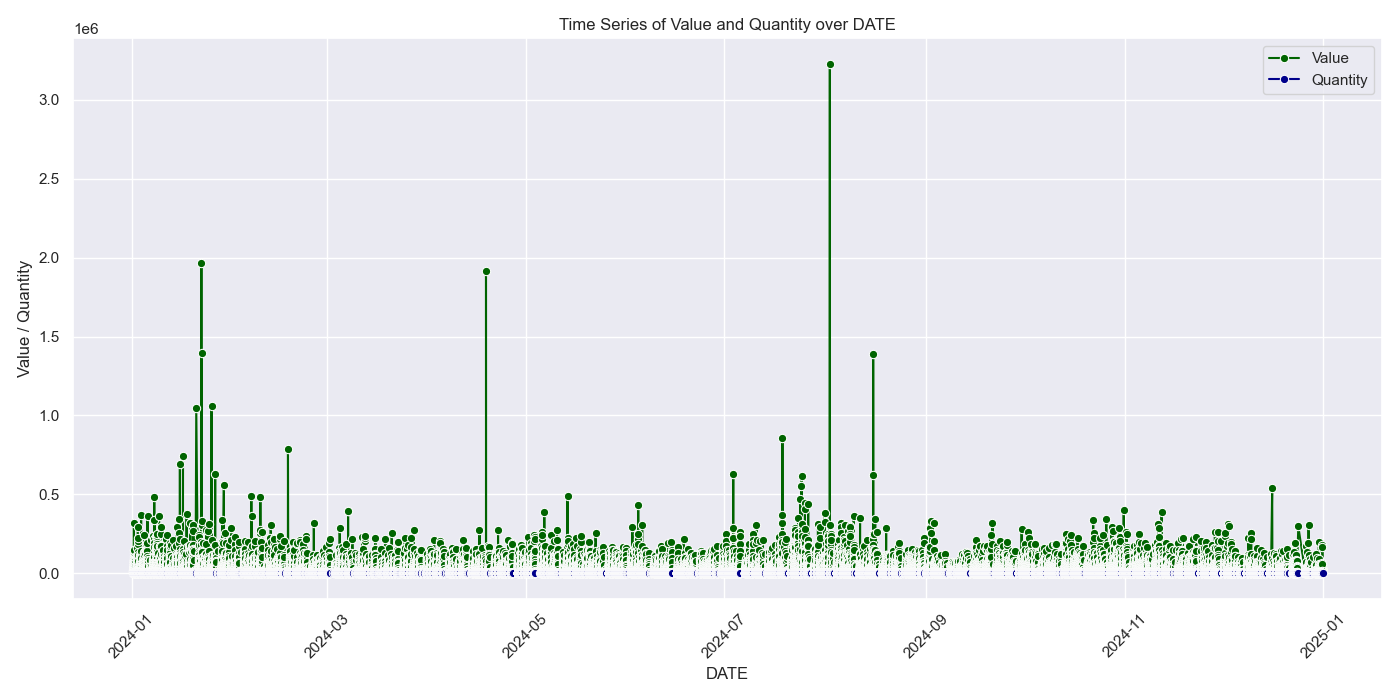 Time Series of Value and Quantity over DATE
1e6
Value
Quantity
3.0
2.5
2.0
1.5
1.0
0.5
0.0
Value / Quantity
2024-01
2024-03
2024-05
2024-07
2024-09
2024-11
2025-01
DATE